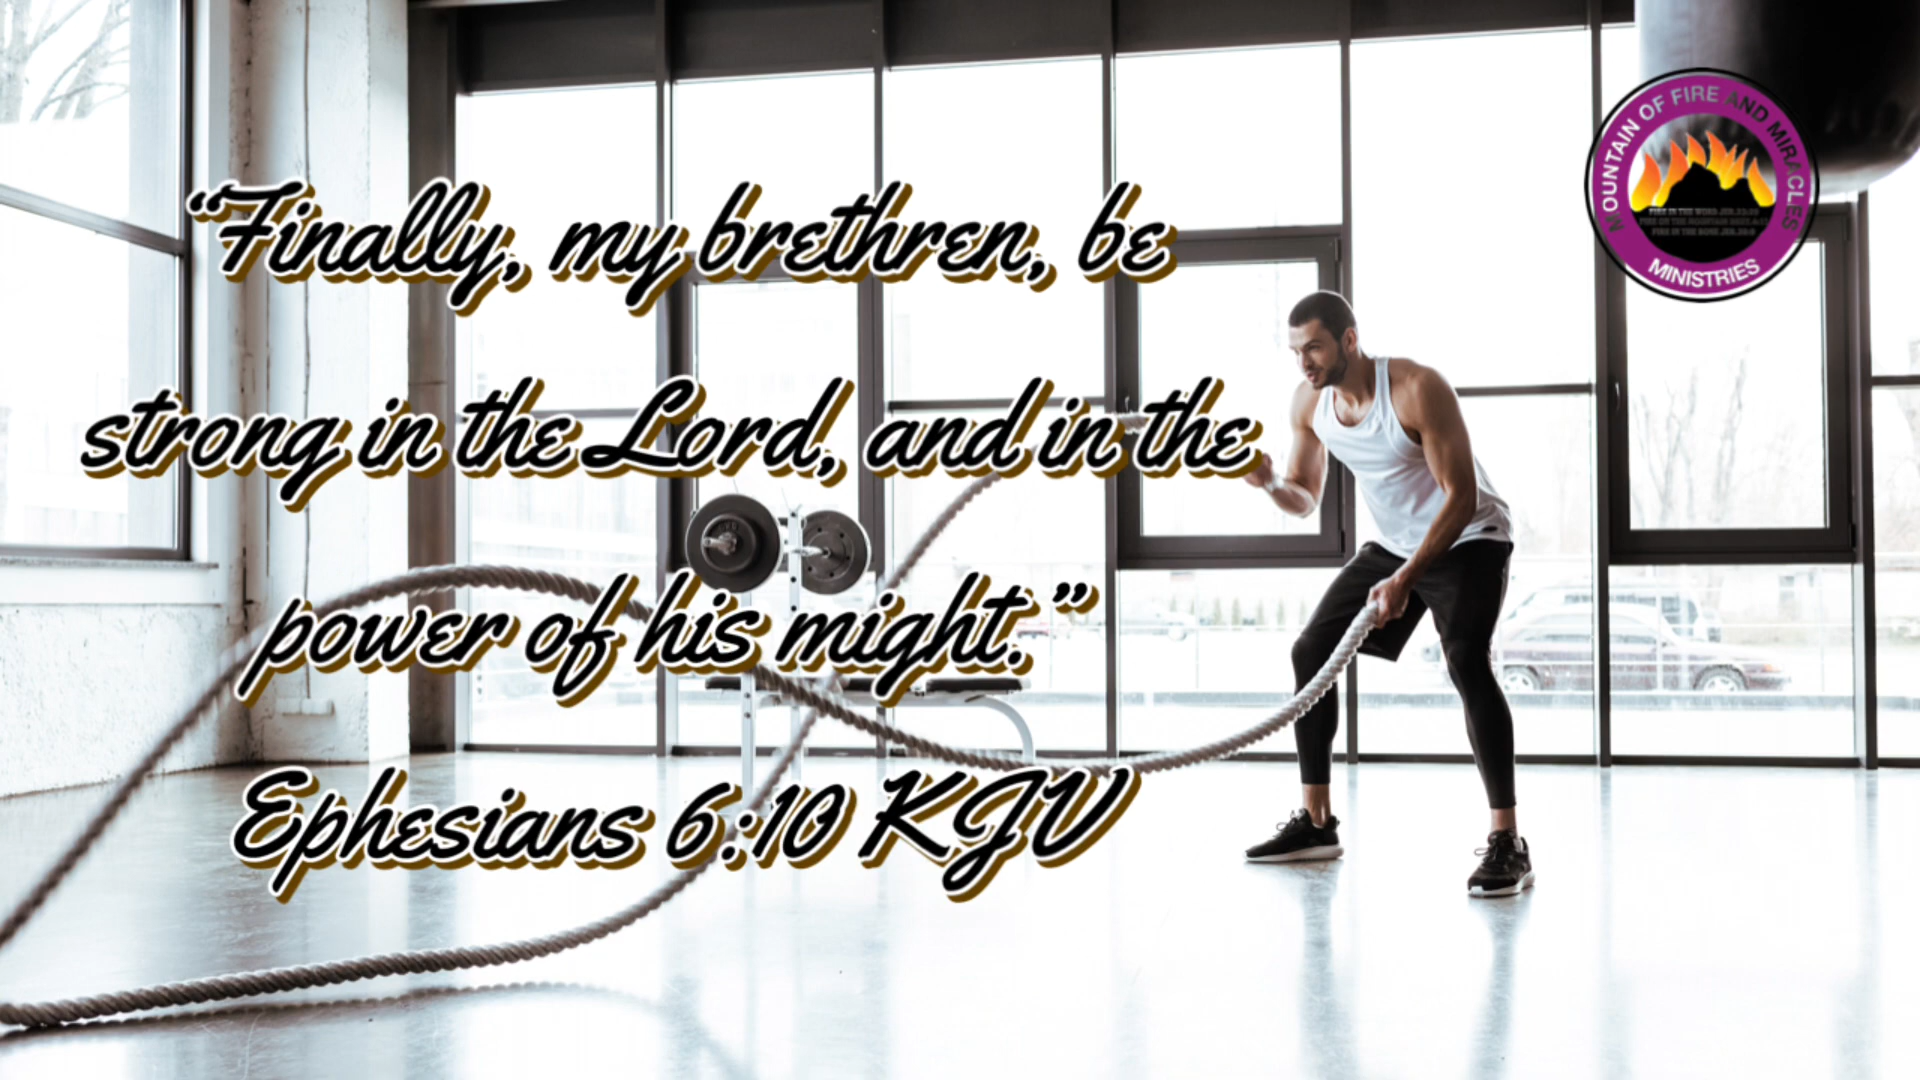 “Finally, my brethren, be
strong in the Lord, and in the
power of his might.”
Ephesians 6:10 KJV
MOUNTAIN OF FIRE AND MIRACLES
MINISTRIES